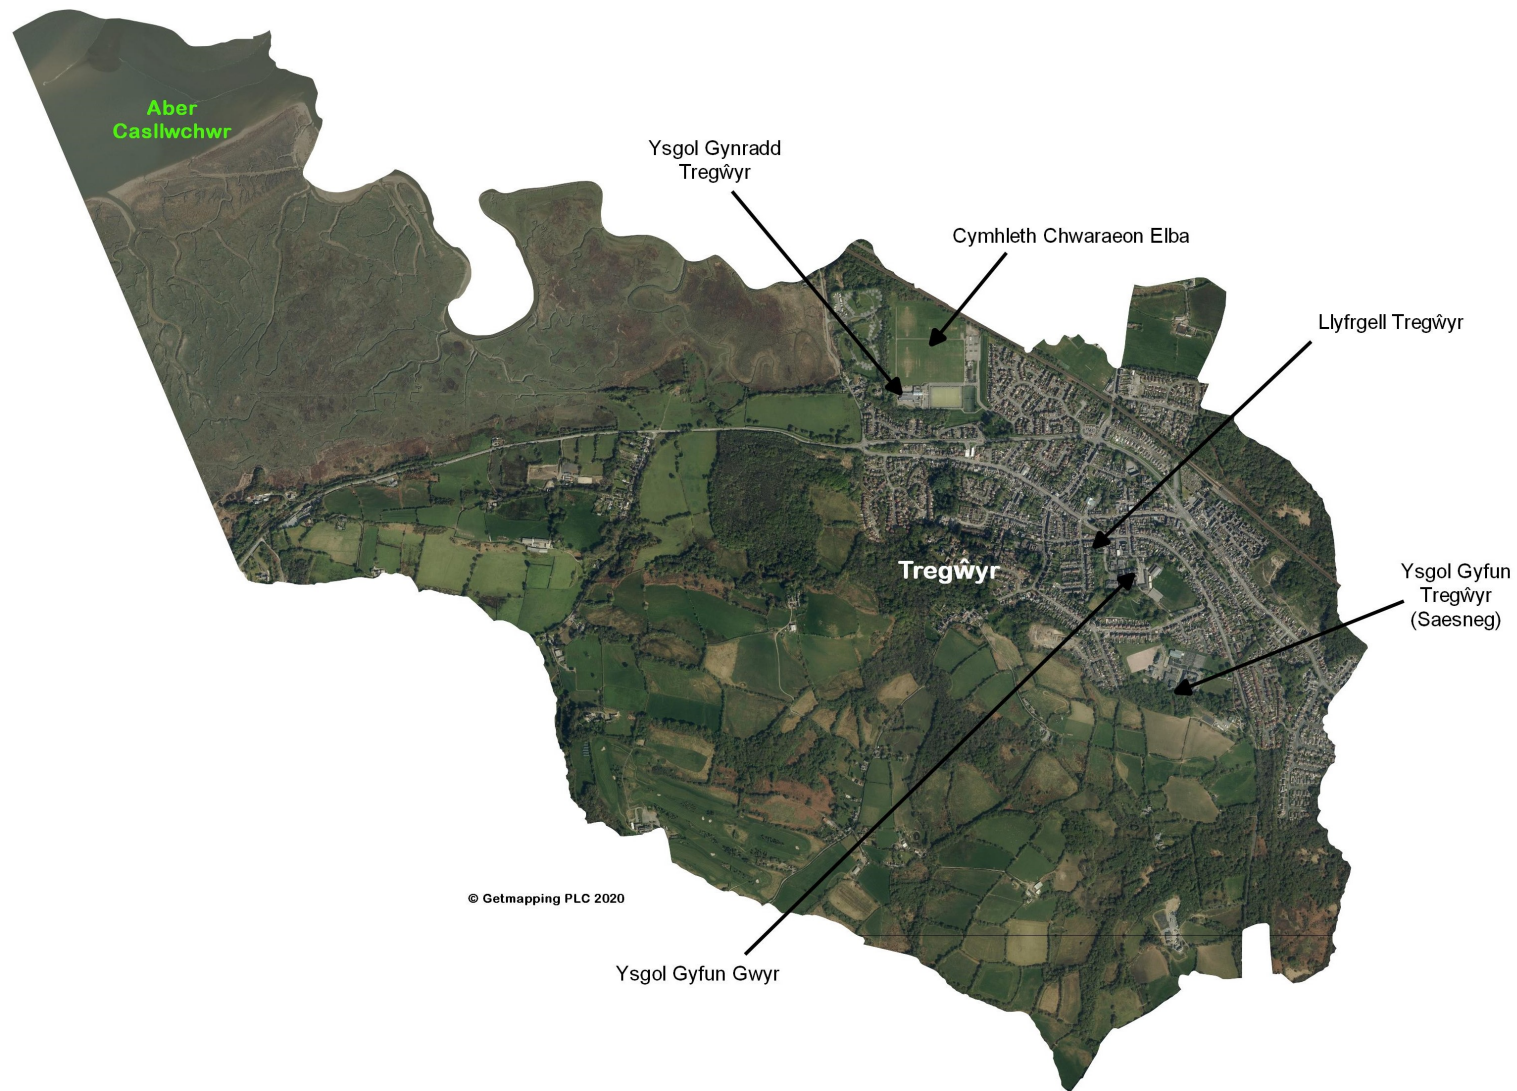 Aber
Casllwchwr
Ysgol Gynradd
Tregŵyr
Cymhleth Chwaraeon Elba
Llyfrgell Tregŵyr
Tregŵyr
Ysgol Gyfun
Tregŵyr
(Saesneg)
© Getmapping PLC 2020
Ysgol Gyfun Gwyr